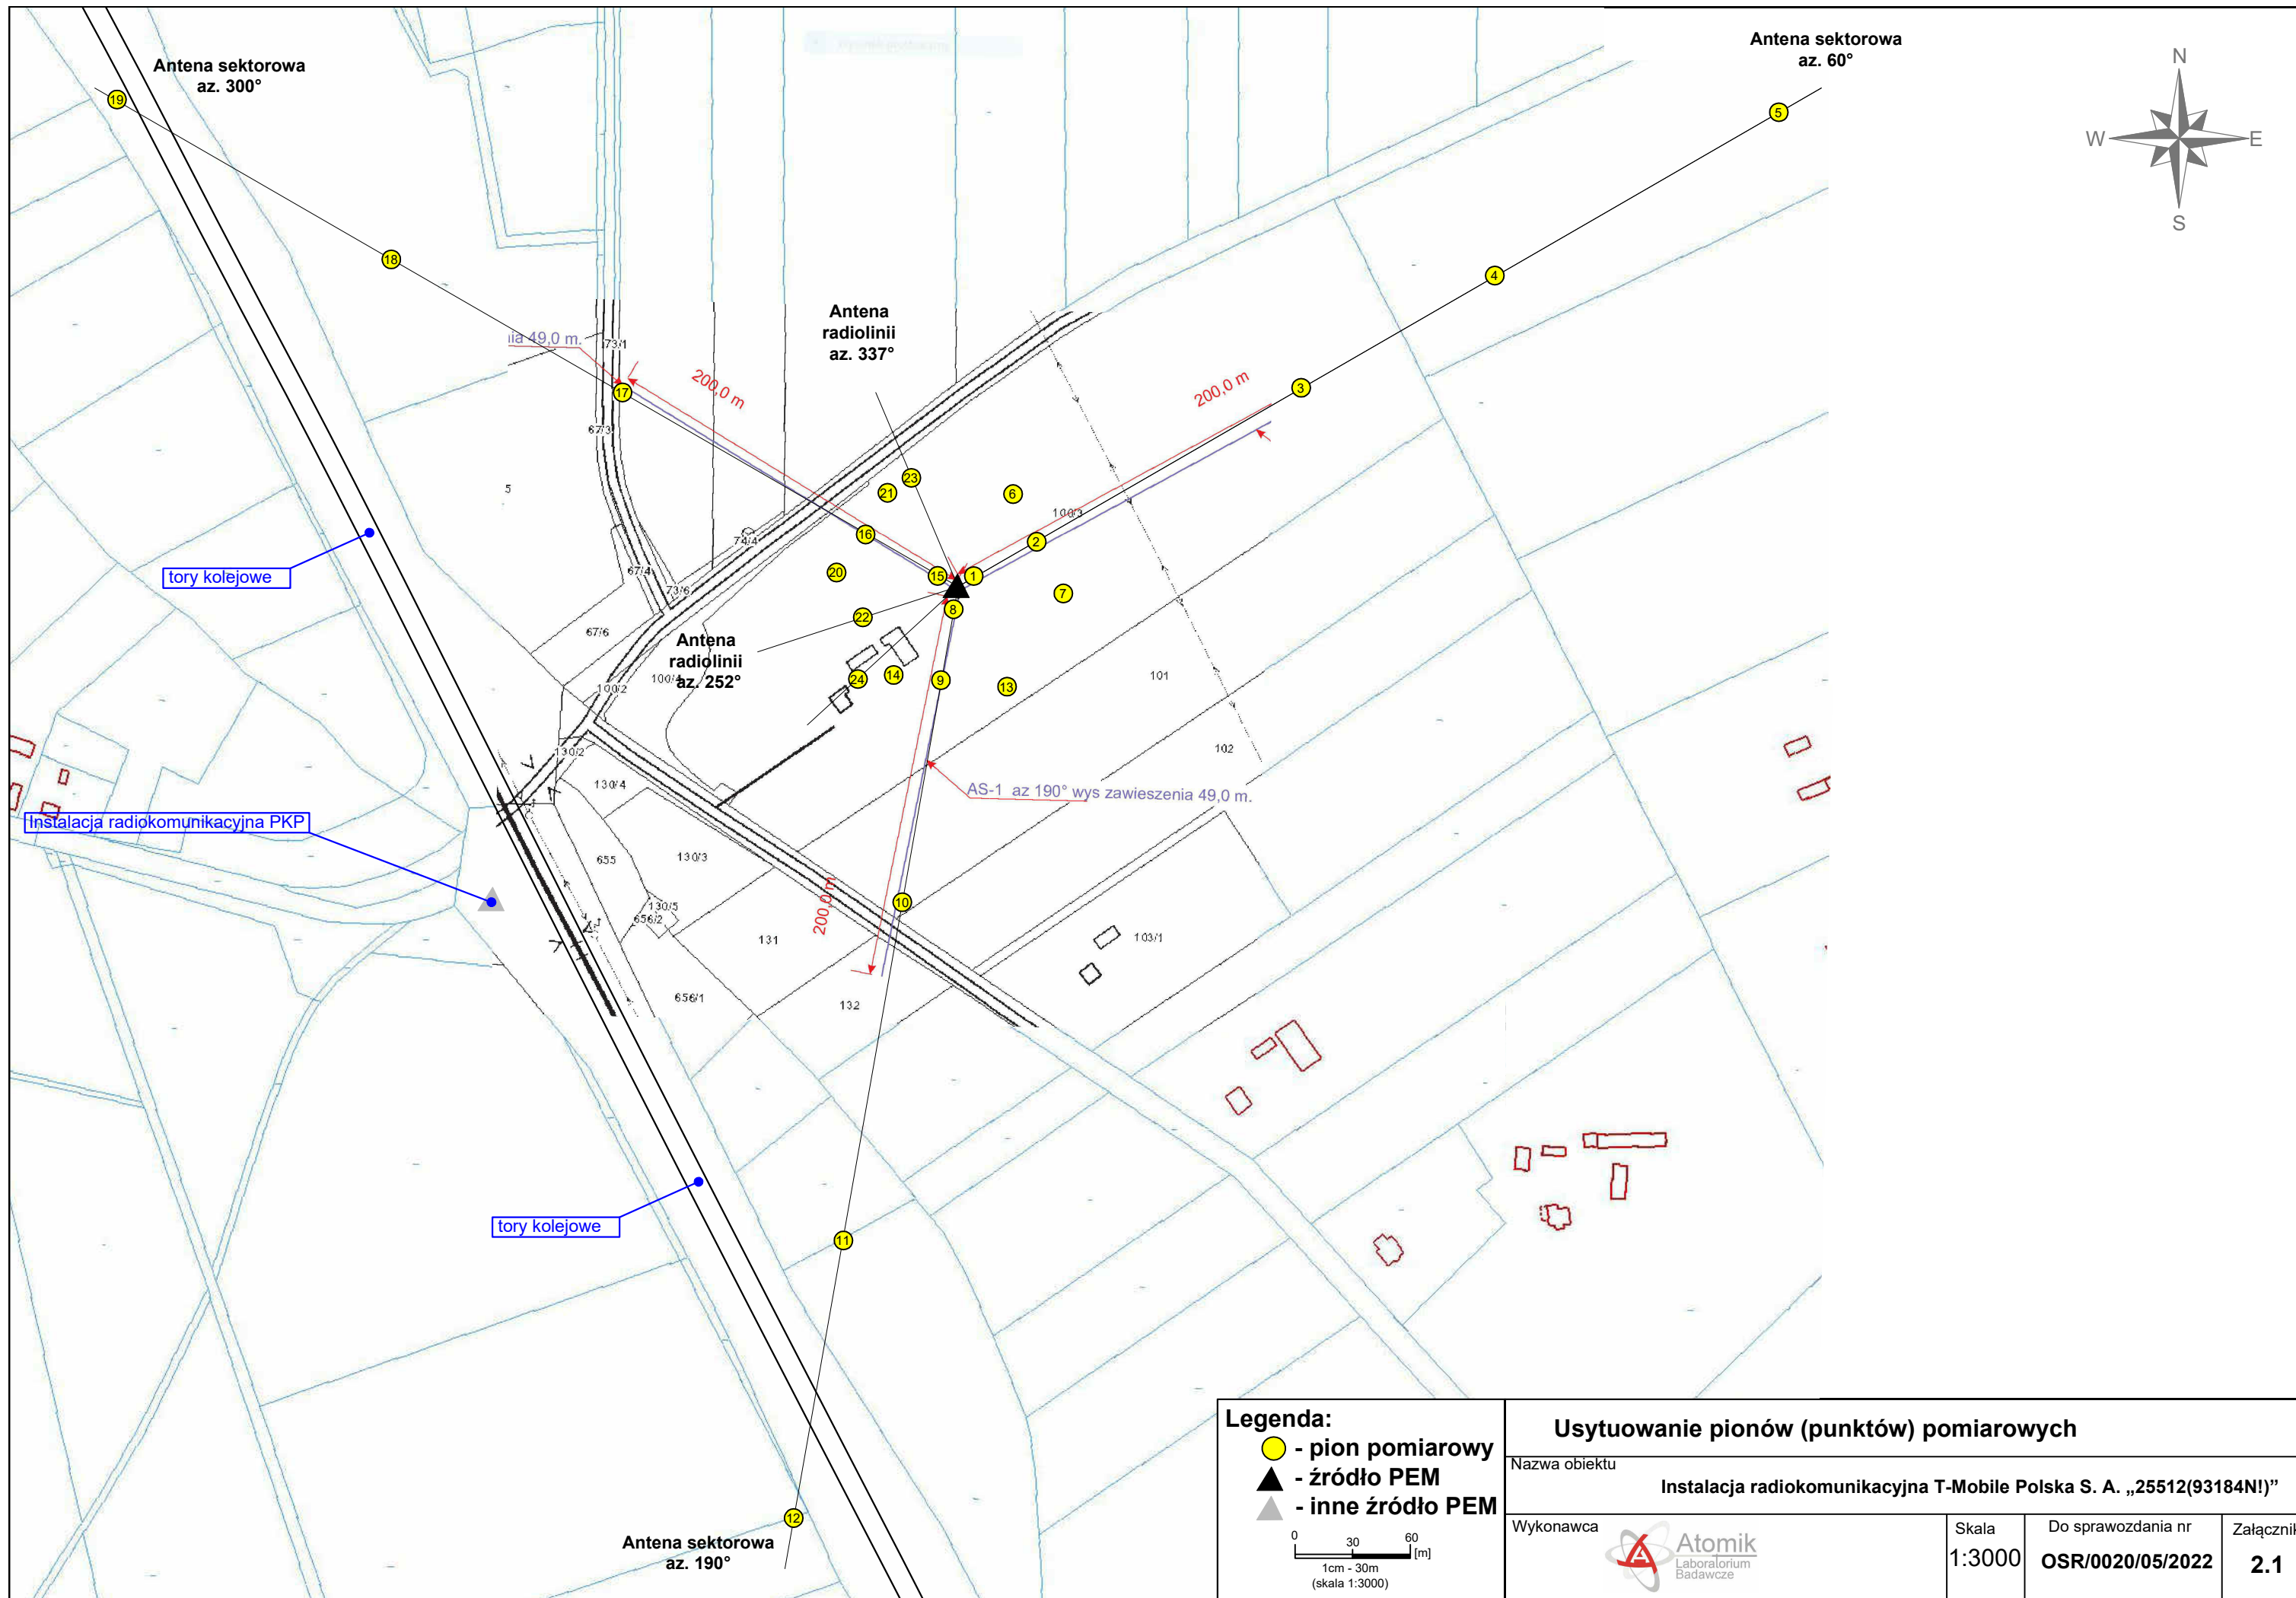 Antena sektorowa
az. 300°
Antena sektorowa
az. 60°
N
W
E
S
19
5
18
4
Antena
radiolinii
az. 337°
nia 49,0 m.
73/1
17
200,0 m
200,0 m
3
67/3
5
23
21
6
100/3
16
2
74/4
67/4
20
15
1
tory kolejowe
73/6
7
8
22
67/6
Antena
radiolinii
az. 252°
100/2
100/4
24
14
9
13
101
102
130/2
130/4
AS-1 az 190° wys zawieszenia 49,0 m.
Instalacja radiokomunikacyjna PKP
655
130/3
130/5
656/2
200,0 m
10
131
103/1
656/1
132
tory kolejowe
11
12
Antena sektorowa
az. 190°
Legenda:
- pion pomiarowy
- źródło PEM
- inne źródło PEM
0 30 60
[m]
1cm - 30m
(skala 1:3000)
Usytuowanie pionów (punktów) pomiarowych
Nazwa obiektu
Instalacja radiokomunikacyjna T-Mobile Polska S. A. „25512(93184N!)”
Wykonawca
Atomik
Laboratorium
Badawcze
Skala
1:3000
Do sprawozdania nr
OSR/0020/05/2022
Załącznik
2.1